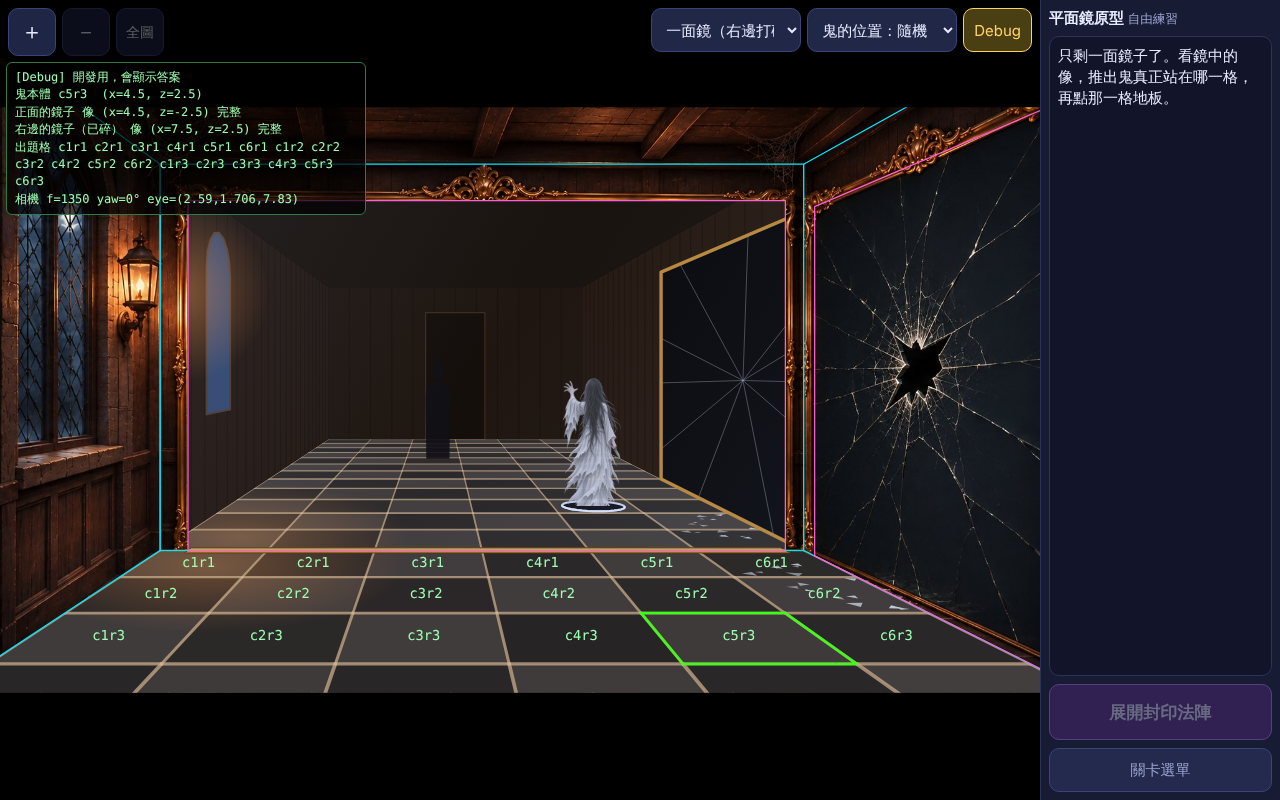 +
−
全圖
一面鏡（右邊打
鬼的位置：隨機
Debug
平面鏡原型 自由練習
只剩一面鏡子了。看鏡中的
像，推出鬼真正站在哪一格，
再點那一格地板。
[Debug] 開發用，會顯示答案
鬼本體 c5r3 (x=4.5, z=2.5)
正面的鏡子 像 (x=4.5, z=-2.5) 完整
右邊的鏡子（已碎） 像 (x=7.5, z=2.5) 完整
出題格 c1r1 c2r1 c3r1 c4r1 c5r1 c6r1 c1r2 c2r2
c3r2 c4r2 c5r2 c6r2 c1r3 c2r3 c3r3 c4r3 c5r3
c6r3
相機 f=1350 yaw=0° eye=(2.59,1.706,7.83)
c1r1 c2r1 c3r1 c4r1 c5r1 c6r1
c1r2 c2r2 c3r2 c4r2 c5r2 c6r2
c1r3 c2r3 c3r3 c4r3 c5r3 c6r3
展開封印法陣
關卡選單